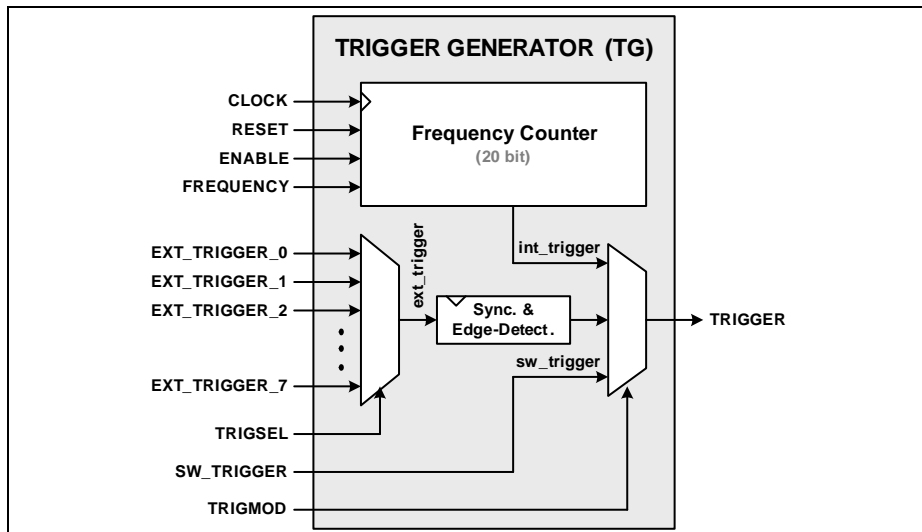 TRIGGER GENERATOR (TG)
CLOCK
RESET
ENABLE
FREQUENCY
Frequency Counter
(20 bit)
EXT_TRIGGER_0
EXT_TRIGGER_1
EXT_TRIGGER_2
EXT_TRIGGER_7
ext_trigger
int_trigger
Sync. &
Edge-Detect.
sw_trigger
TRIGGER
TRIGSEL
SW_TRIGGER
TRIGMOD